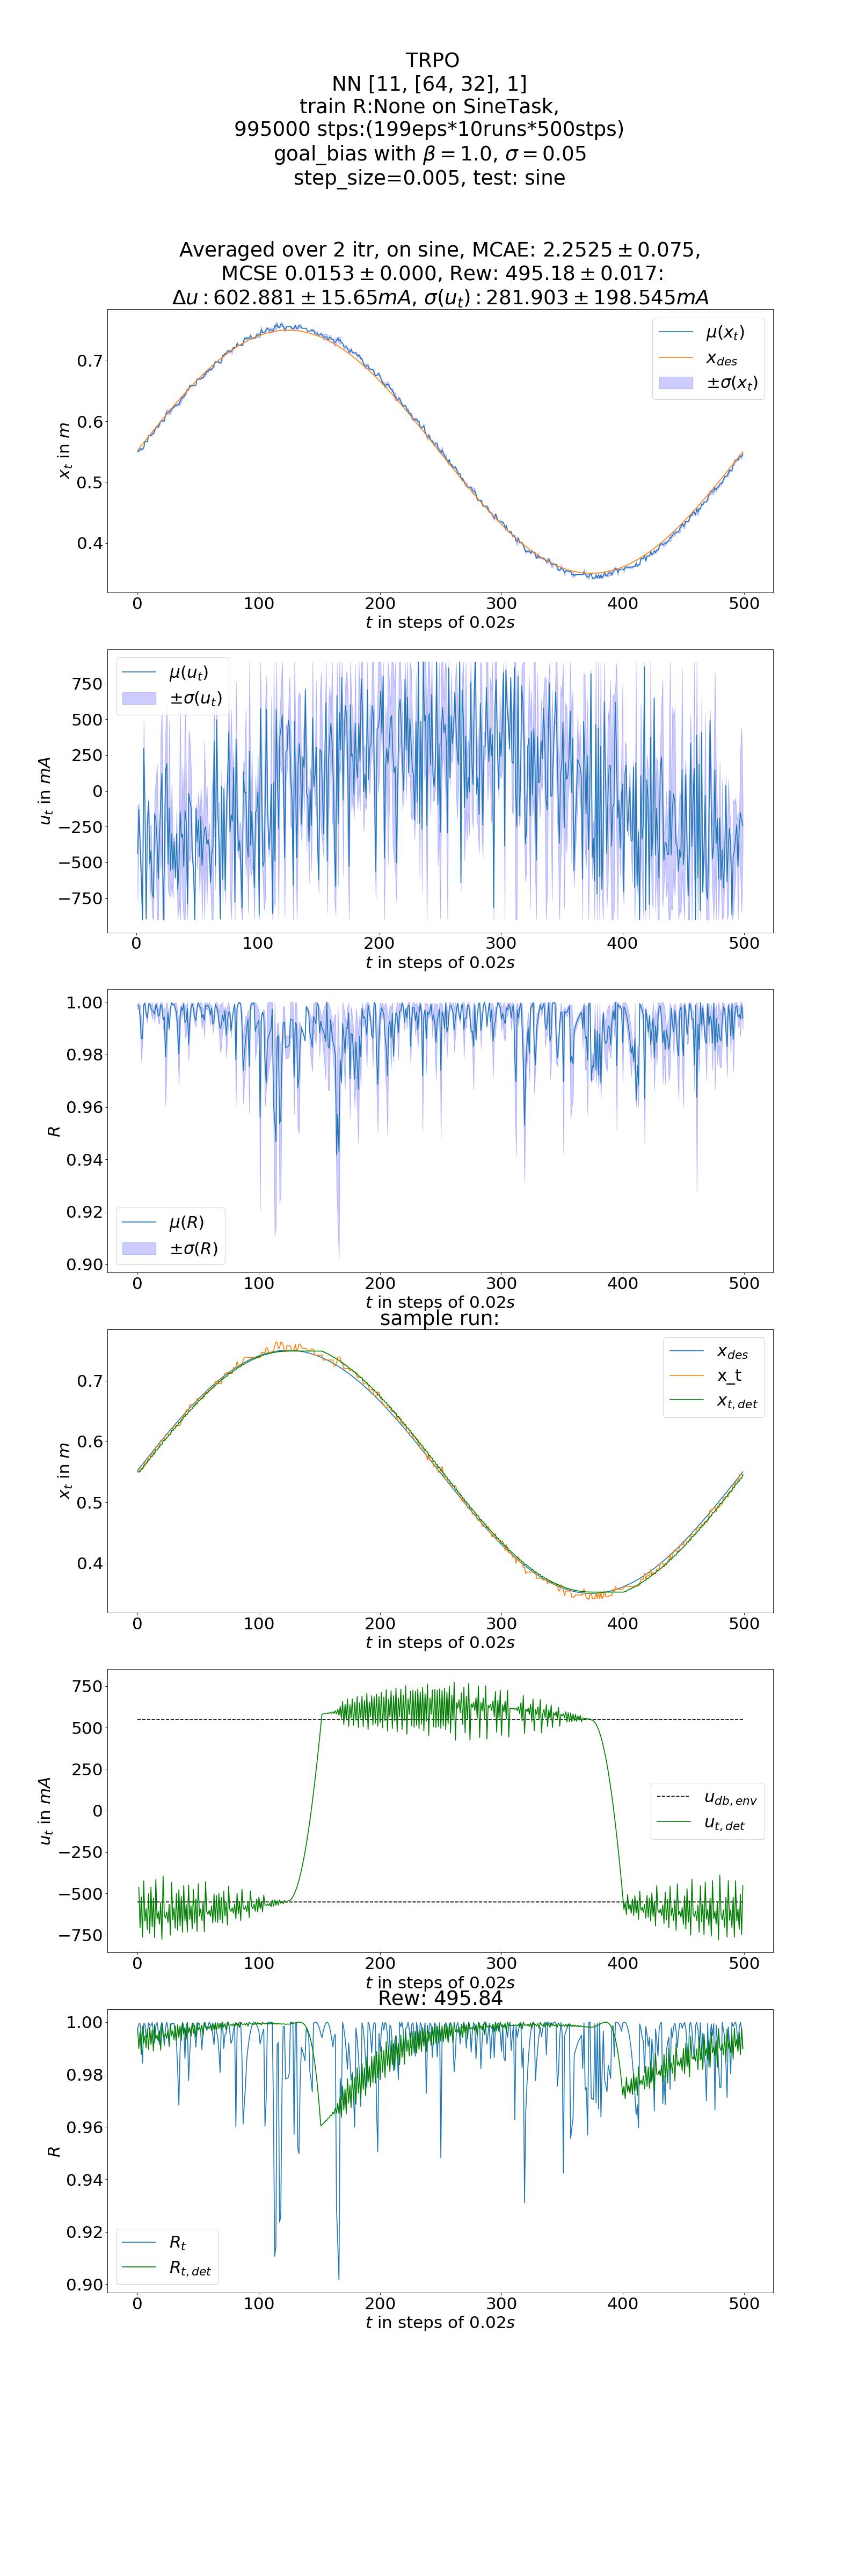 TRPO
NN [11, [64, 32], 1]
train R:None on SineTask,
995000 stps:(199eps*10runs*500stps)
goal_bias with β = 1.0, σ = 0.05
step_size=0.005, test: sine
Averaged over 2 itr, on sine, MCAE: 2.2525 ± 0.075,
MCSE 0.0153 ± 0.000, Rew: 495.18 ± 0.017:
Δu : 602.881 ± 15.65mA, σ(u_t) : 281.903 ± 198.545mA
μ(x_t)
x_des
±σ(x_t)
0.7
0.6
0.5
0.4
x_t in m
0 100 200 300 400 500
t in steps of 0.02s
μ(u_t)
±σ(u_t)
750
500
250
0
−250
−500
−750
u_t in mA
0 100 200 300 400 500
t in steps of 0.02s
1.00
0.98
0.96
0.94
0.92
0.90
R
μ(R)
±σ(R)
0 100 200 300 400 500
t in steps of 0.02s
sample run:
x_des
x_t
x_t,det
0.7
0.6
0.5
0.4
x_t in m
0 100 200 300 400 500
t in steps of 0.02s
750
500
250
0
−250
−500
−750
u_t in mA
u_db,env
u_t,det
0 100 200 300 400 500
t in steps of 0.02s
Rew: 495.84
1.00
0.98
0.96
0.94
0.92
0.90
R
R_t
R_t,det
0 100 200 300 400 500
t in steps of 0.02s